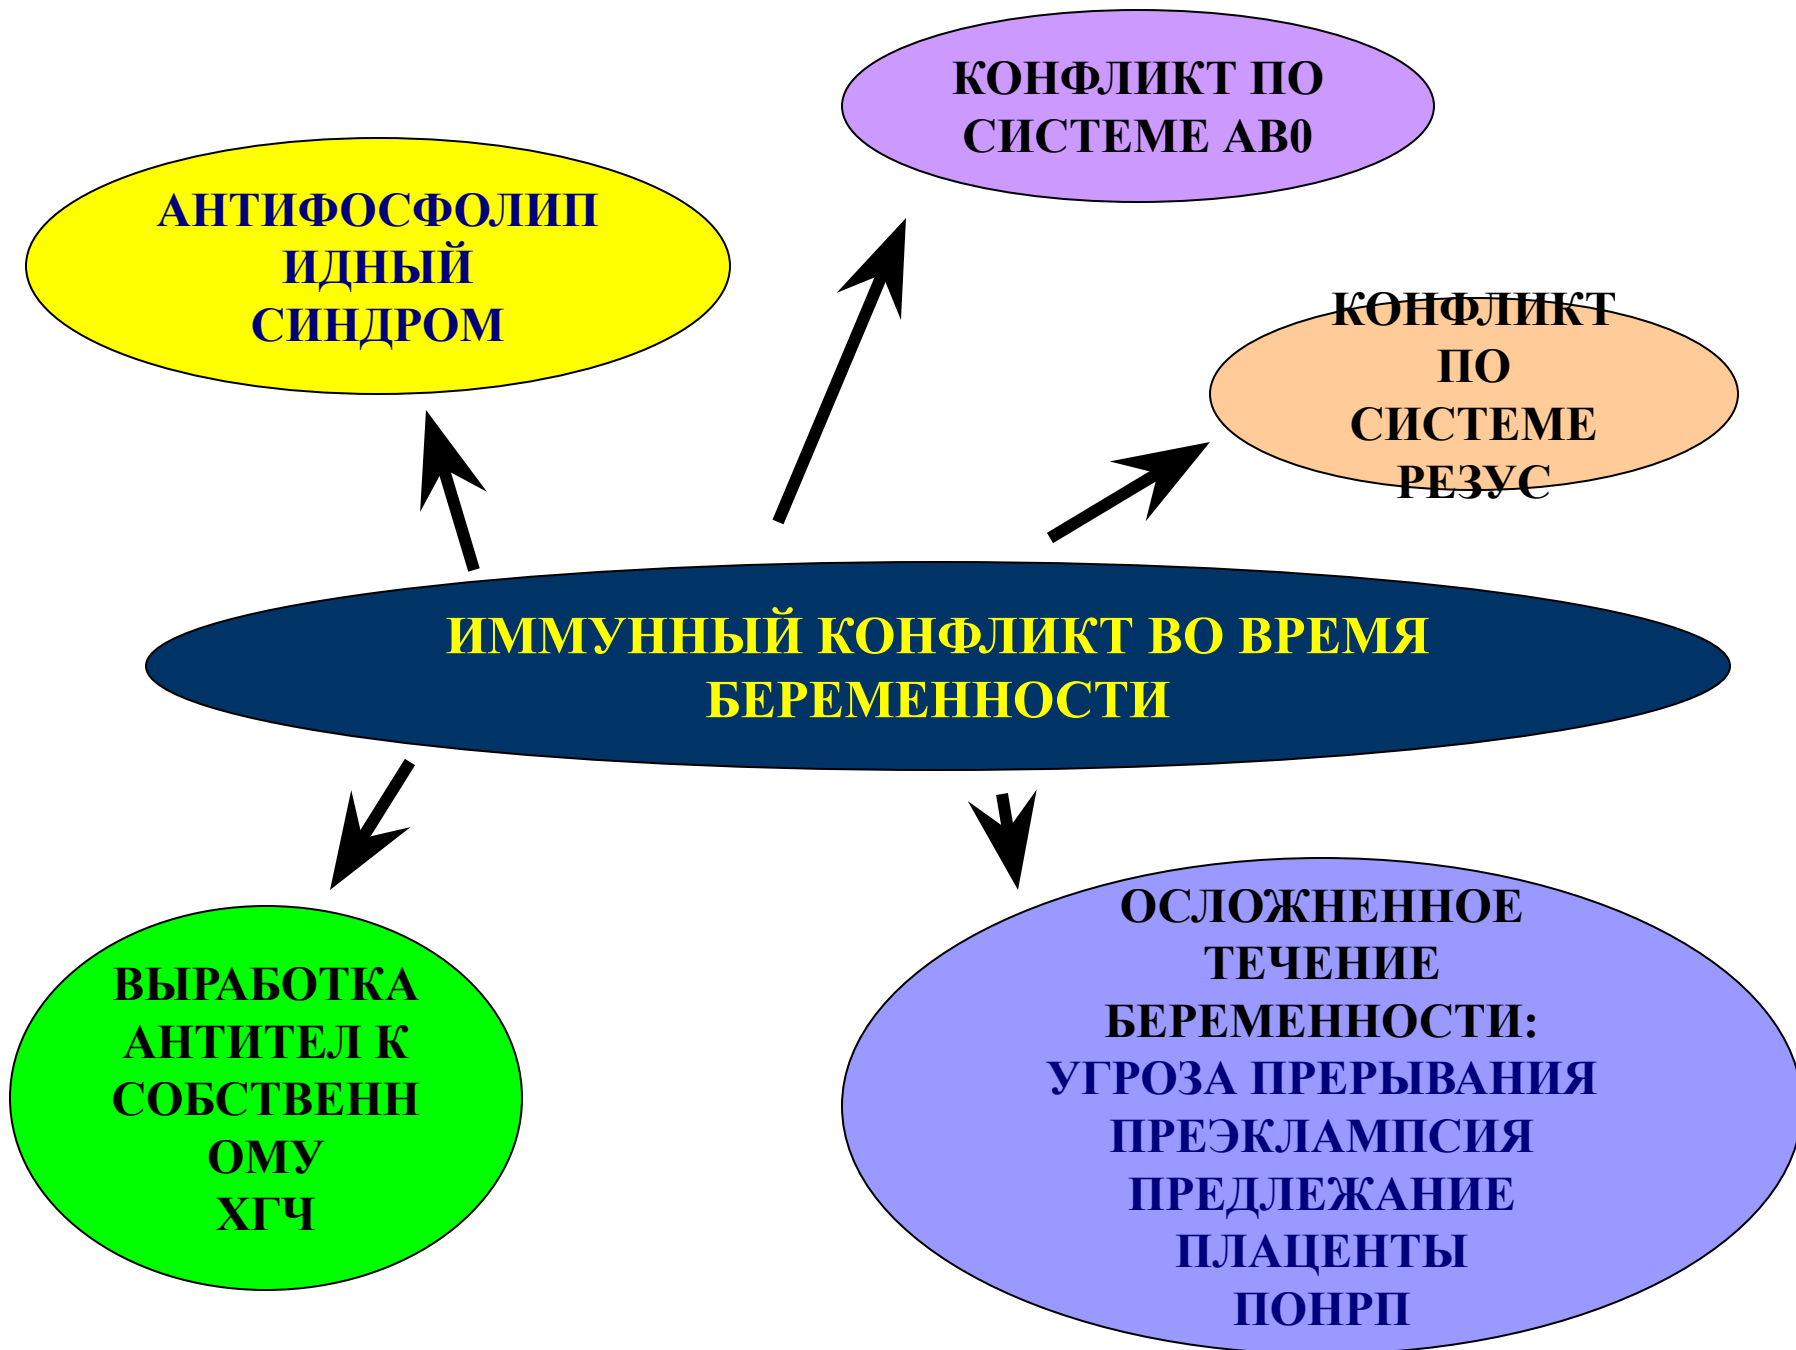 КОНФЛИКТ ПО
СИСТЕМЕ АВ0
АНТИФОСФОЛИП
ИДНЫЙ
СИНДРОМ
КОНФЛИКТ
ПО
СИСТЕМЕ
РЕЗУС
ИММУННЫЙ КОНФЛИКТ ВО ВРЕМЯ
БЕРЕМЕННОСТИ
ВЫРАБОТКА
АНТИТЕЛ К
СОБСТВЕНН
ОМУ
ХГЧ
ОСЛОЖНЕННОЕ
ТЕЧЕНИЕ
БЕРЕМЕННОСТИ:
УГРОЗА ПРЕРЫВАНИЯ
ПРЕЭКЛАМПСИЯ
ПРЕДЛЕЖАНИЕ
ПЛАЦЕНТЫ
ПОНРП